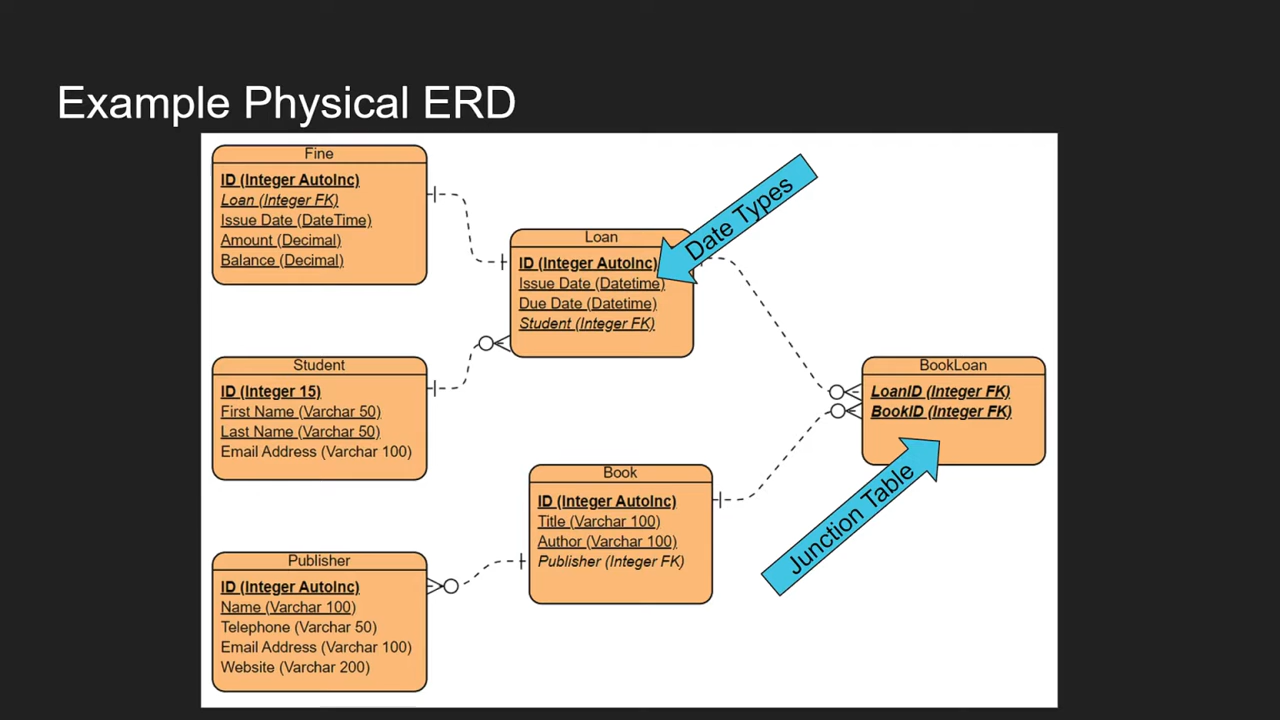 Example Physical ERD
Fine
ID (Integer AutoInc)
Loan (Integer FK)
Issue Date (DateTime)
Amount (Decimal)
Balance (Decimal)
Loan
ID (Integer AutoInc)
Issue Date (Datetime)
Due Date (Datetime)
Student (Integer FK)
Date Types
Student
ID (Integer 15)
First Name (Varchar 50)
Last Name (Varchar 50)
Email Address (Varchar 100)
BookLoan
LoanID (Integer FK)
BookID (Integer FK)
Junction Table
Book
ID (Integer AutoInc)
Title (Varchar 100)
Author (Varchar 100)
Publisher (Integer FK)
Publisher
ID (Integer AutoInc)
Name (Varchar 100)
Telephone (Varchar 50)
Email Address (Varchar 100)
Website (Varchar 200)